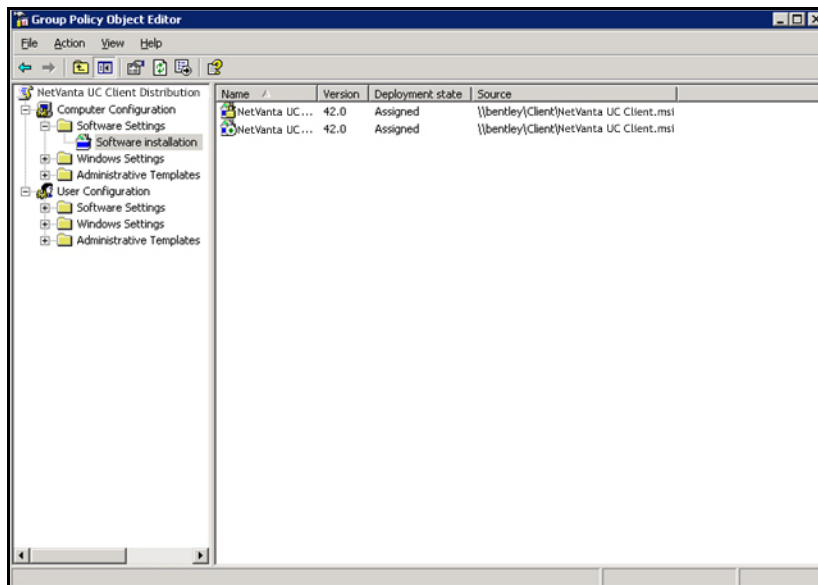 Group Policy Object Editor
File Action View Help
NetVanta UC Client Distribution
Computer Configuration
Software Settings
Software installation
Windows Settings
Administrative Templates
User Configuration
Software Settings
Windows Settings
Administrative Templates
Name Version Deployment state Source
NetVanta UC... 42.0 Assigned \\bentley\Client\NetVanta UC Client.msi
NetVanta UC... 42.0 Assigned \\bentley\Client\NetVanta UC Client.msi